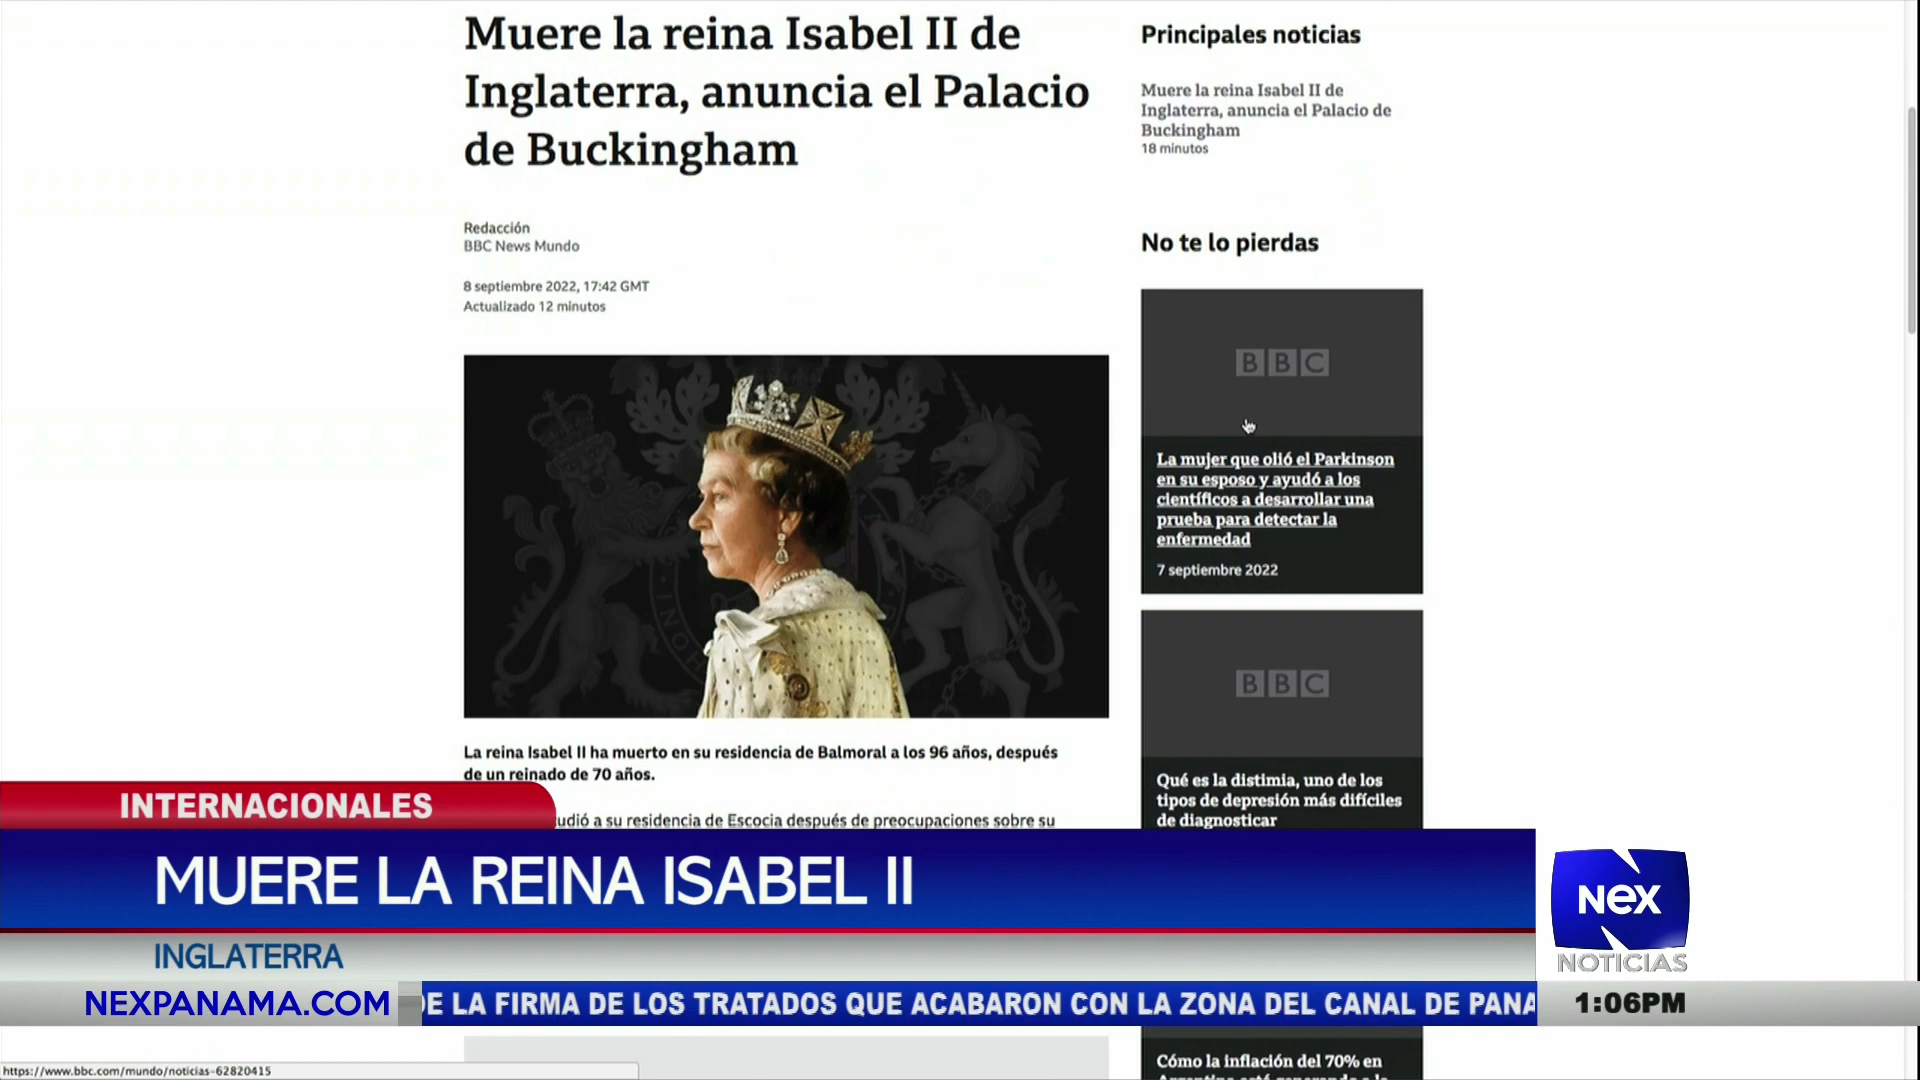 Muere la reina Isabel II de
Inglaterra, anuncia el Palacio
de Buckingham
Redacción
BBC News Mundo
8 septiembre 2022, 17:42 GMT
Actualizado 12 minutos
HONI
La reina Isabel II ha muerto en su residencia de Balmoral a los 96 años, después
de un reinado de 70 años.
udió a su residencia de Escocia después de preocupaciones sobre su
Principales noticias
Muere la reina Isabel II de
Inglaterra, anuncia el Palacio de
Buckingham
18 minutos
No te lo pierdas
BBC
La mujer que olió el Parkinson
en su esposo y ayudó a los
científicos a desarrollar una
prueba para detectar la
enfermedad
7 septiembre 2022
BBC
Qué es la distimia, uno de los
tipos de depresión más difíciles
de diagnosticar
INTERNACIONALES
MUERE LA REINA ISABEL II
INGLATERRA
nex
NOTICIAS
NEXPANAMA.COM
DE LA FIRMA DE LOS TRATADOS QUE ACABARON CON LA ZONA DEL CANAL DE PANA
1:06PM
Cómo la inflación del 70% en
https://www.bbc.com/mundo/noticias-62820415